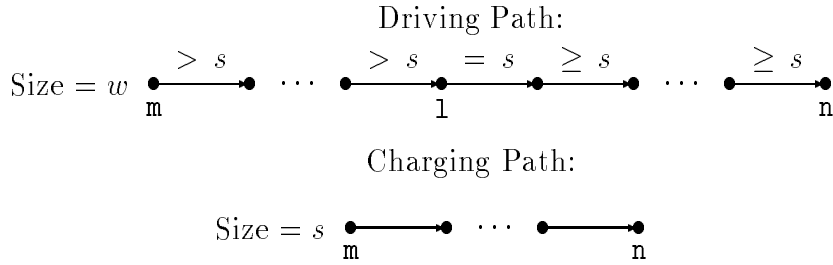 Driving Path:
> s ··· > s = s ≥ s ··· ≥ s
Size = w
m l n
Charging Path:
Size = s ···
m n